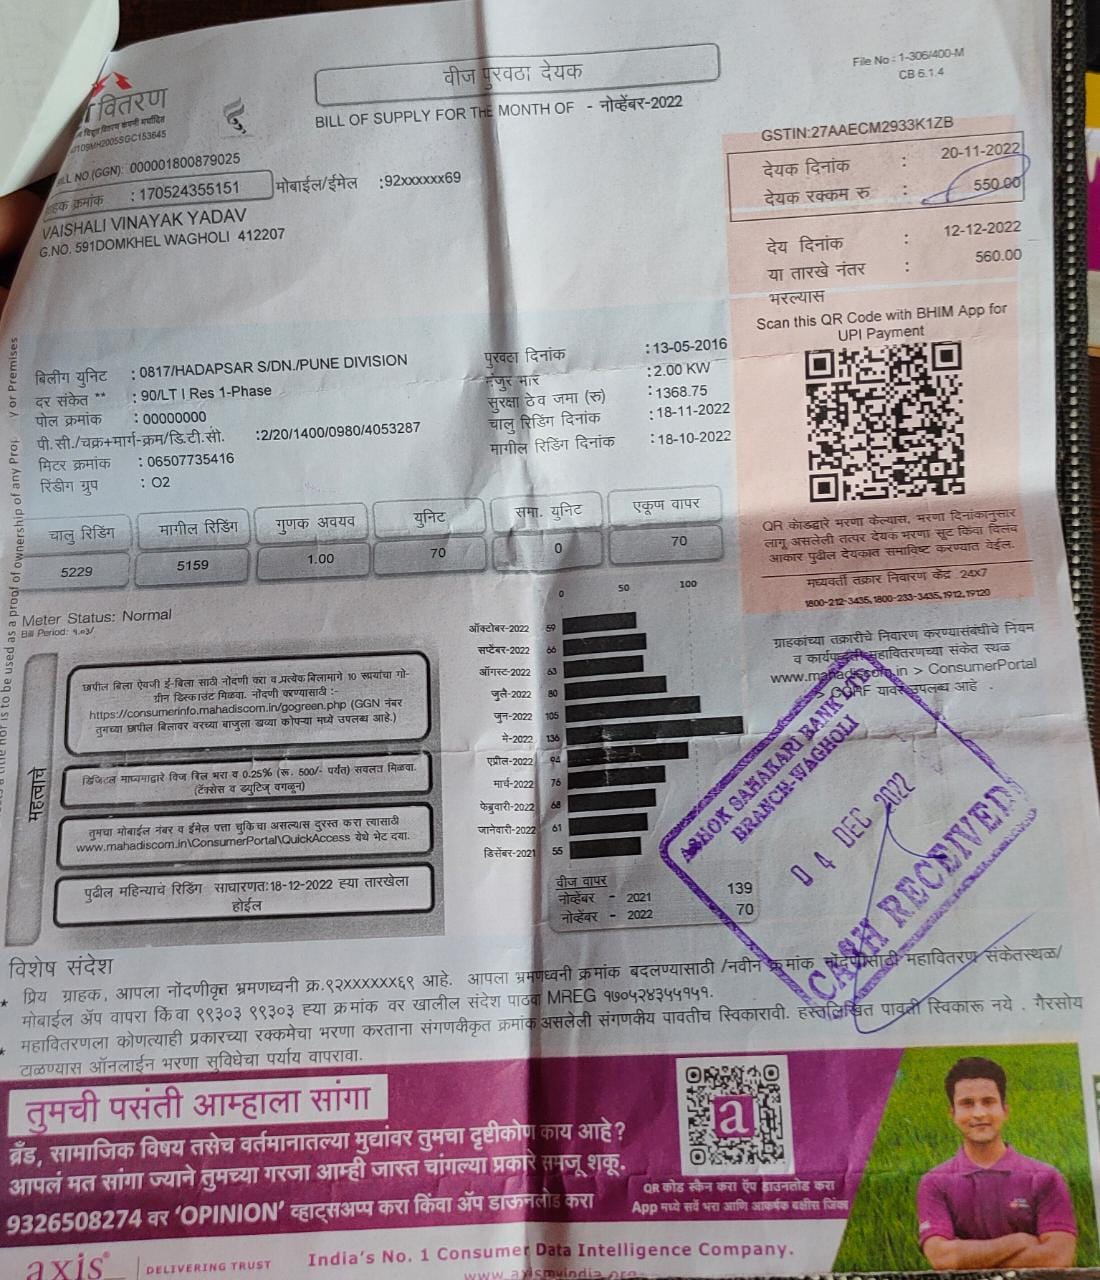 File No : 1-306/400-M
CB 6.1.4
वितरण
वीज पुरवठा देयक
BILL OF SUPPLY FOR THE MONTH OF - नोव्हेंबर-2022
GSTIN:27AAECM2933K1ZB
BILL NO.(GGN): 000001800879025
ग्राहक क्रमांक : 170524355151
मोबाईल/ईमेल :92xxxxxx69
VAISHALI VINAYAK YADAV
G.NO. 591DOMKHEL WAGHOLI 412207
देयक दिनांक : 20-11-2022
देयक रक्कम रु : 550.00
देय दिनांक : 12-12-2022
या तारखे नंतर : 560.00
भरल्यास
Scan this QR Code with BHIM App for
UPI Payment
बिलींग युनिट : 0817/HADAPSAR S/DN./PUNE DIVISION
दर संकेत ** : 90/LT I Res 1-Phase
पोल क्रमांक : 00000000
पी.सी./चक्र+मार्ग-क्रम/डि.टी.सी. :2/20/1400/0980/4053287
मिटर क्रमांक : 06507735416
रिंडीग ग्रुप : O2
पुरवठा दिनांक :13-05-2016
मंजुर भार :2.00 KW
सुरक्षा ठेव जमा (रु) :1368.75
चालु रिडिंग दिनांक :18-11-2022
मागील रिडिंग दिनांक :18-10-2022
चालु रिडिंग मागील रिडिंग गुणक अवयव युनिट समा. युनिट एकूण वापर
5229 5159 1.00 70 0 70
QR कोडद्वारे भरणा केल्यास, भरणा दिनांकानुसार
लागू असलेली तत्पर देयक भरणा सूट किंवा विलंब
आकार पुढील देयकात समाविष्ट करण्यात येईल.
मध्यवर्ती तक्रार निवारण केंद्र 24X7
1800-212-3435,1800-233-3435,1912,19120
Meter Status: Normal
Bill Period: १.०३/
महत्वाचे
छापील बिला ऐवजी ई-बिला साठी नोंदणी करा व प्रत्येक बिलामागे 10 रूपयांचा गो-
ग्रीन डिस्काउंट मिळवा. नोंदणी करण्यासाठी :-
https://consumerinfo.mahadiscom.in/gogreen.php (GGN नंबर
तुमच्या छापील बिलावर वरच्या बाजुला डाव्या कोपऱ्या मध्ये उपलब्ध आहे.)
डिजिटल माध्यमाद्वारे विज बिल भरा व 0.25% (रू. 500/- पर्यंत) सवलत मिळवा.
(टॅक्सेस व ड्युटिज् वगळून)
तुमचा मोबाईल नंबर व ईमेल पत्ता चुकिचा असल्यास दुरस्त करा त्यासाठी
www.mahadiscom.in\ConsumerPortal\QuickAccess येथे भेट दया.
पुढील महिन्याचं रिडिंग साधारणत:18-12-2022 ह्या तारखेला
होईल
0 50 100
ऑक्टोबर-2022 59
सप्टेंबर-2022 66
ऑगस्ट-2022 63
जुलै-2022 80
जुन-2022 105
मे-2022 136
एप्रील-2022 94
मार्च-2022 76
फेब्रुवारी-2022 68
जानेवारी-2022 61
डिसेंबर-2021 55
वीज वापर
नोव्हेंबर - 2021 139
नोव्हेंबर - 2022 70
ग्राहकांच्या तक्रारीचे निवारण करण्यासंबंधीचे नियम
व कार्यपध्दती महावितरणच्या संकेत स्थळ
www.mahadiscom.in > ConsumerPortal
> CGRF यावर उपलब्ध आहे .
ASHOK SAHAKARI BANK
BRANCH-WAGHOLI
04 DEC 2022
CASH RECEIVED
विशेष संदेश
* प्रिय ग्राहक, आपला नोंदणीकृत भ्रमणध्वनी क्र.९२xxxxxx६९ आहे. आपला भ्रमणध्वनी क्रमांक बदलण्यासाठी /नवीन क्रमांक नोंदणीसाठी महावितरण संकेतस्थळ/
मोबाईल ॲप वापरा किंवा ९९३०३ ९९३०३ ह्या क्रमांक वर खालील संदेश पाठवा MREG १७०५२४३५५१५१.
* महावितरणला कोणत्याही प्रकारच्या रक्कमेचा भरणा करताना संगणकीकृत क्रमांक असलेली संगणकीय पावतीच स्विकारावी. हस्तलिखित पावती स्विकारू नये . गैरसोय
टाळण्यास ऑनलाईन भरणा सुविधेचा पर्याय वापरावा.
तुमची पसंती आम्हाला सांगा
ब्रँड, सामाजिक विषय तसेच वर्तमानातल्या मुद्यांवर तुमचा दृष्टीकोण काय आहे?
आपलं मत सांगा ज्याने तुमच्या गरजा आम्ही जास्त चांगल्या प्रकारे समजू शकू.
9326508274 वर 'OPINION' व्हाट्सअप्प करा किंवा ॲप डाऊनलोड करा
a
QR कोड स्कॅन करा ऍप डाउनलोड करा
App मध्ये सर्वे भरा आणि आकर्षक बक्षीस जिंका
axis DELIVERING TRUST
India's No. 1 Consumer Data Intelligence Company.
www.axismyindia.org